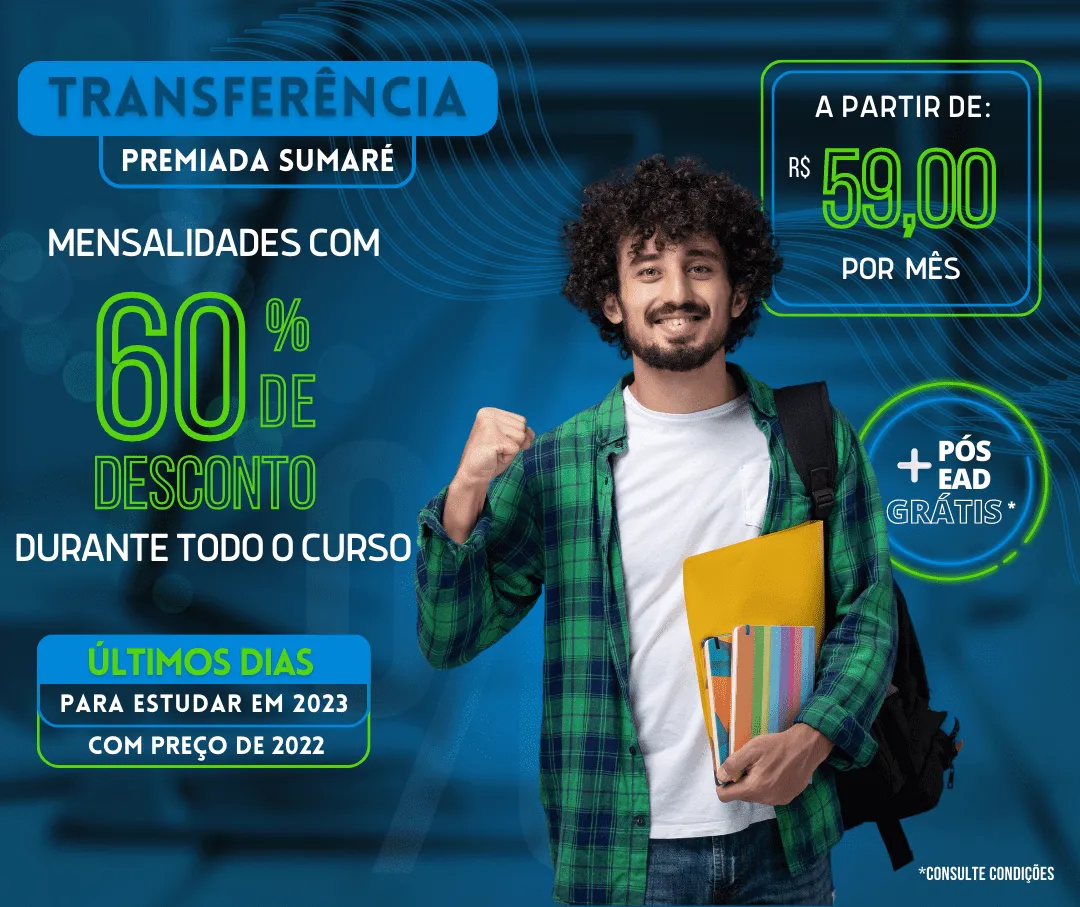 TRANSFERÊNCIA
PREMIADA SUMARÉ
MENSALIDADES COM
60%
DE
DESCONTO
DURANTE TODO O CURSO
ÚLTIMOS DIAS
PARA ESTUDAR EM 2023
COM PREÇO DE 2022
A PARTIR DE:
R$ 59,00
POR MÊS
+ PÓS
EAD
GRÁTIS*
*CONSULTE CONDIÇÕES